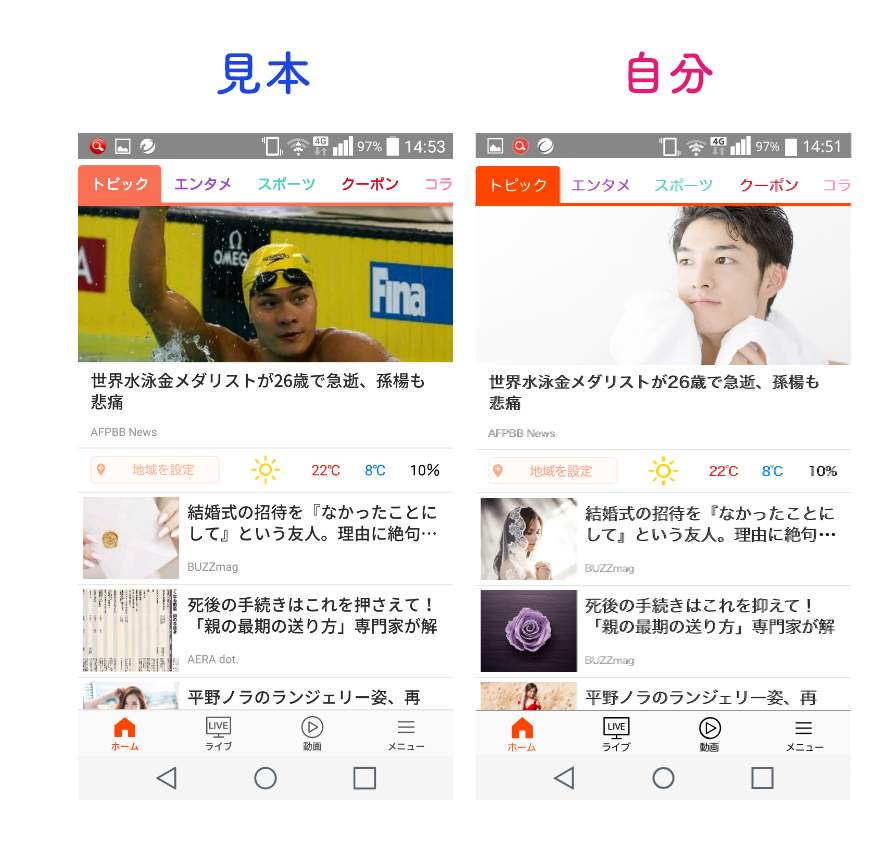 見本
自分
4G 97% 14:53
トピック エンタメ スポーツ クーポン コラ
Ω
OMEGA
Fina
世界水泳金メダリストが26歳で急逝、孫楊も
悲痛
AFPBB News
地域を設定 22℃ 8℃ 10%
結婚式の招待を『なかったことに
して』という友人。理由に絶句…
BUZZmag
死後の手続きはこれを押さえて！
「親の最期の送り方」専門家が解
AERA dot.
平野ノラのランジェリー姿、再
LIVE
ホーム ライブ 動画 メニュー
4G 97% 14:51
トピック エンタメ スポーツ クーポン コラ
世界水泳金メダリストが26歳で急逝、孫楊も
悲痛
AFPBB News
地域を設定 22℃ 8℃ 10%
結婚式の招待を『なかったことに
して』という友人。理由に絶句…
BUZZmag
死後の手続きはこれを抑えて！
「親の最期の送り方」専門家が解
BUZZmag
平野ノラのランジェリー姿、再
LIVE
ホーム ライブ 動画 メニュー